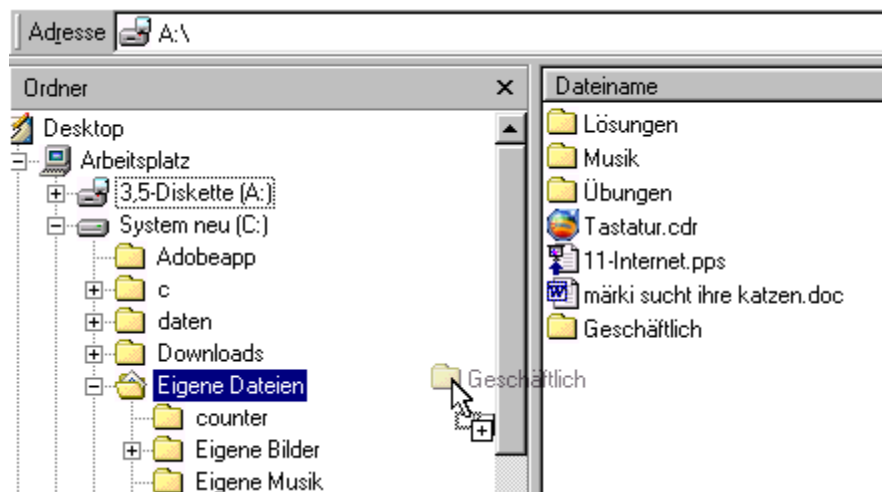 Adresse A:\
Ordner
Desktop
Arbeitsplatz
3,5-Diskette (A:)
System neu (C:)
Adobeapp
c
daten
Downloads
Eigene Dateien
counter
Eigene Bilder
Eigene Musik
Geschäftlich
Dateiname
Lösungen
Musik
Übungen
Tastatur.cdr
11-Internet.pps
märki sucht ihre katzen.doc
Geschäftlich